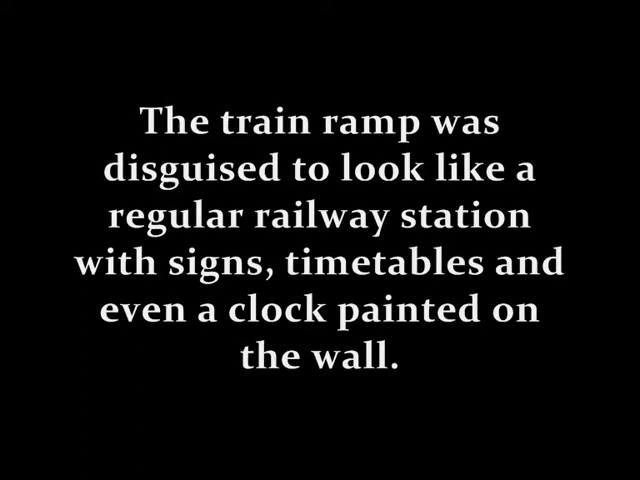 The train ramp was
disguised to look like a
regular railway station
with signs, timetables and
even a clock painted on
the wall.